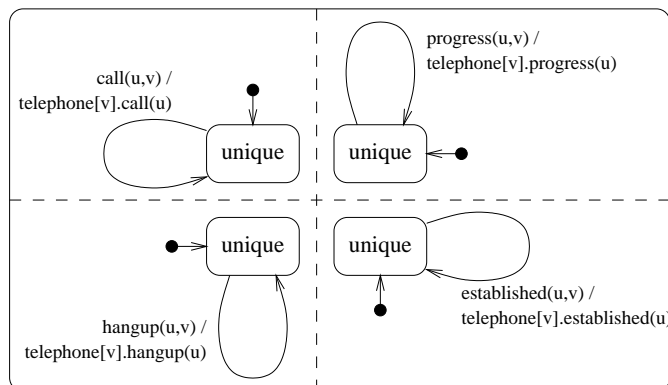 call(u,v) /
telephone[v].call(u)
unique
progress(u,v) /
telephone[v].progress(u)
unique
unique
hangup(u,v) /
telephone[v].hangup(u)
unique
established(u,v) /
telephone[v].established(u)